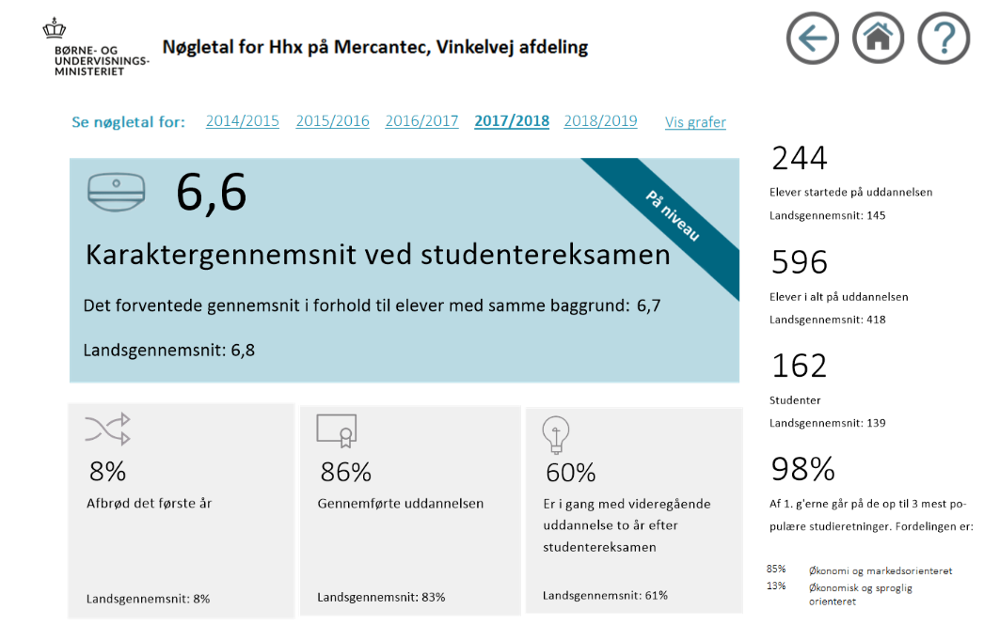 BØRNE- OG
UNDERVISNINGS-
MINISTERIET
Nøgletal for Hhx på Mercantec, Vinkelvej afdeling
?
Se nøgletal for: 2014/2015 2015/2016 2016/2017 2017/2018 2018/2019 Vis grafer
6,6
På niveau
Karaktergennemsnit ved studentereksamen
Det forventede gennemsnit i forhold til elever med samme baggrund: 6,7
Landsgennemsnit: 6,8
8%
Afbrød det første år
Landsgennemsnit: 8%
86%
Gennemførte uddannelsen
Landsgennemsnit: 83%
60%
Er i gang med videregående
uddannelse to år efter
studentereksamen
Landsgennemsnit: 61%
244
Elever startede på uddannelsen
Landsgennemsnit: 145
596
Elever i alt på uddannelsen
Landsgennemsnit: 418
162
Studenter
Landsgennemsnit: 139
98%
Af 1. g'erne går på de op til 3 mest po-
pulære studieretninger. Fordelingen er:
85% Økonomi og markedsorienteret
13% Økonomisk og sproglig
orienteret